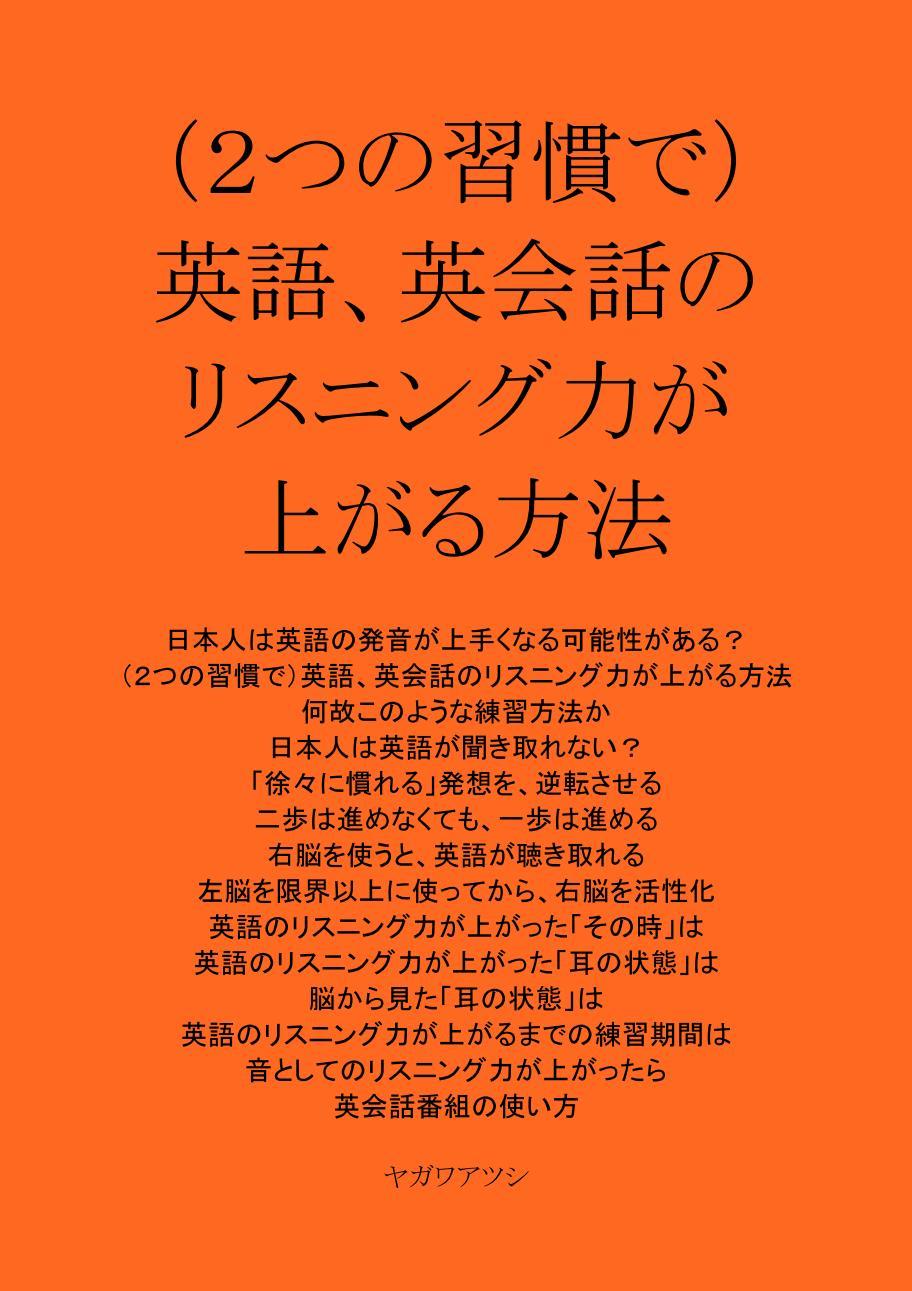 （２つの習慣で）
英語、英会話の
リスニング力が
上がる方法
日本人は英語の発音が上手くなる可能性がある？
（２つの習慣で）英語、英会話のリスニング力が上がる方法
何故このような練習方法か
日本人は英語が聞き取れない？
「徐々に慣れる」発想を、逆転させる
二歩は進めなくても、一歩は進める
右脳を使うと、英語が聴き取れる
左脳を限界以上に使ってから、右脳を活性化
英語のリスニング力が上がった「その時」は
英語のリスニング力が上がった「耳の状態」は
脳から見た「耳の状態」は
英語のリスニング力が上がるまでの練習期間は
音としてのリスニング力が上がったら
英会話番組の使い方
ヤガワアツシ